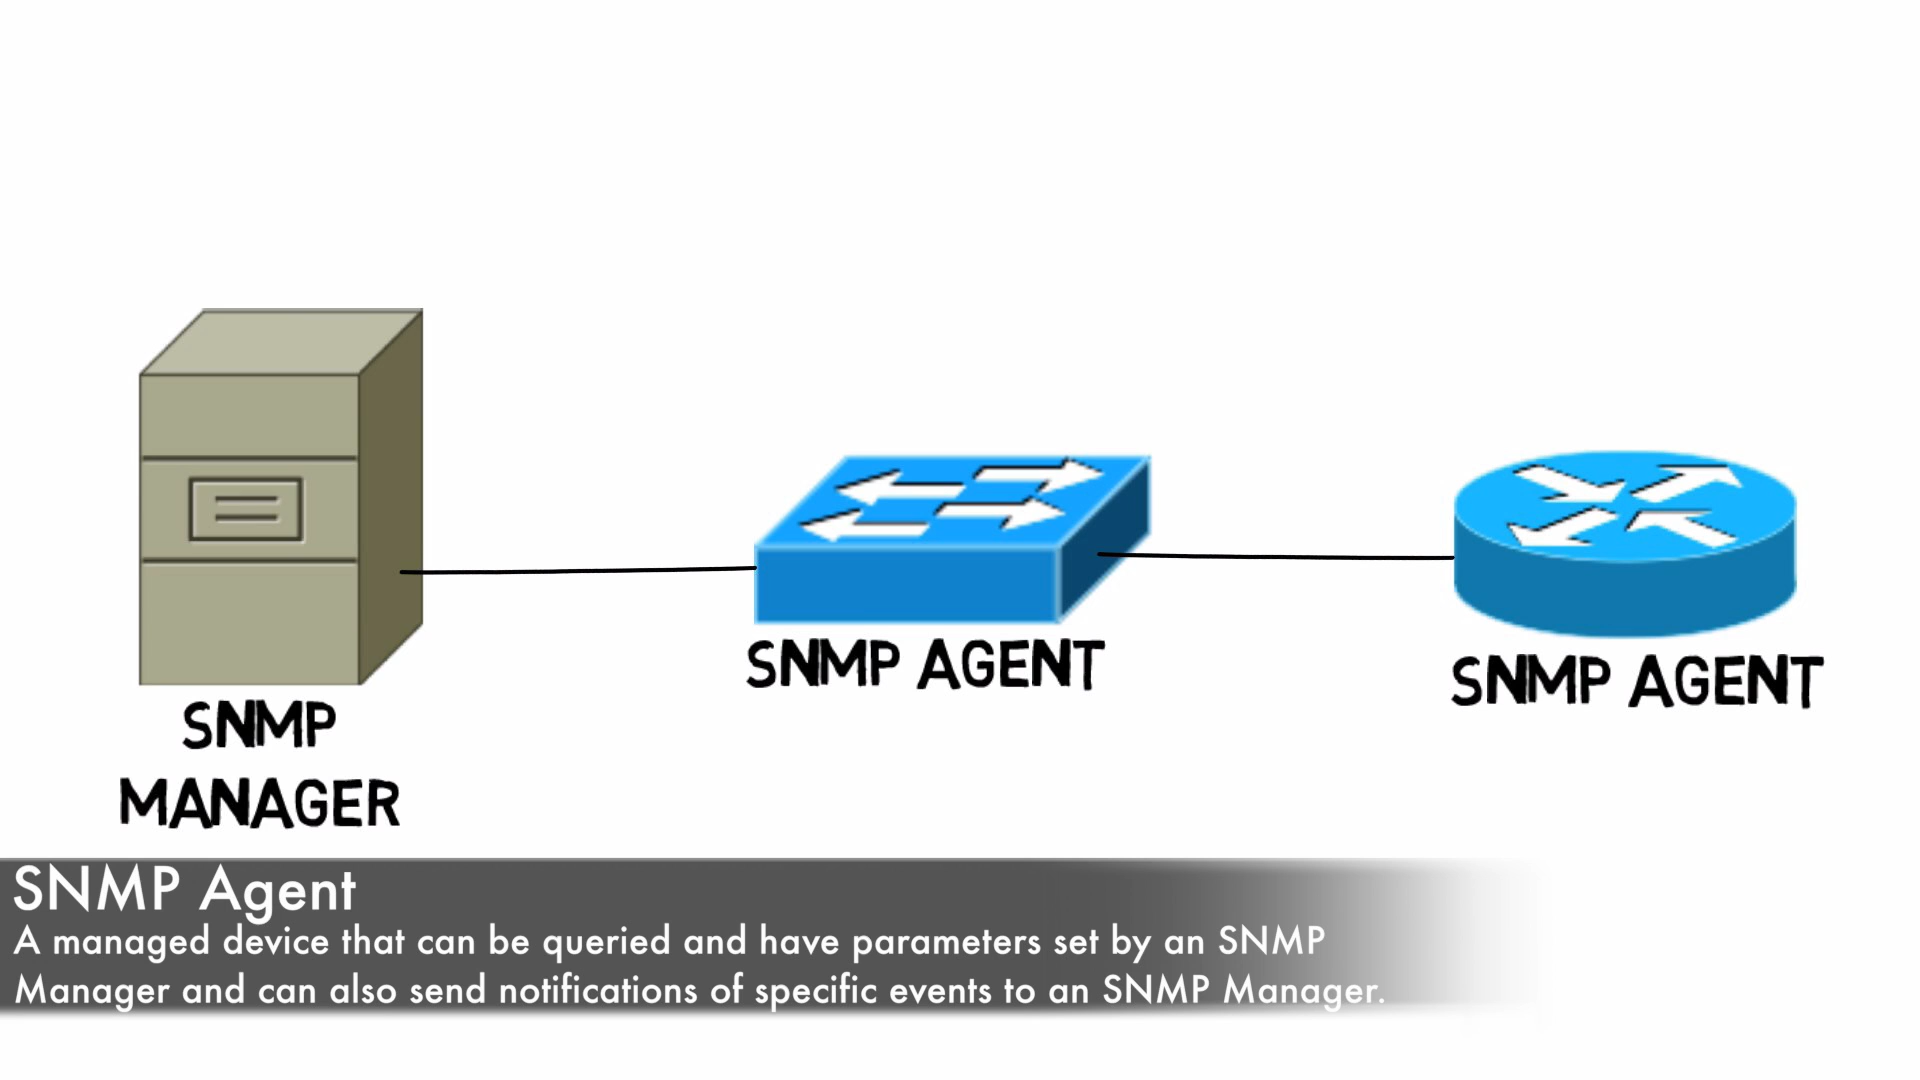 SNMP AGENT
SNMP AGENT
SNMP
MANAGER
SNMP Agent
A managed device that can be queried and have parameters set by an SNMP
Manager and can also send notifications of specific events to an SNMP Manager.